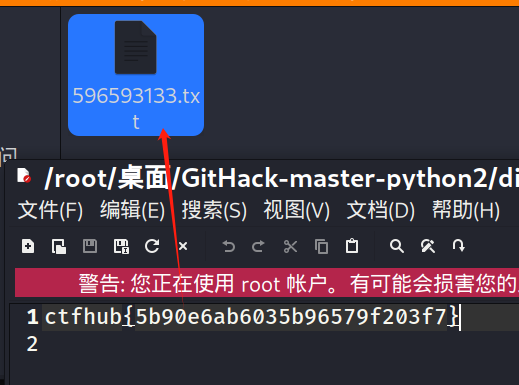 596593133.tx
t
问
/root/桌面/GitHack-master-python2/di
文件(F) 编辑(E) 搜索(S) 视图(V) 文档(D) 帮助(H)
警告: 您正在使用 root 帐户。有可能会损害您的
1 ctfhub{5b90e6ab6035b96579f203f7}
2